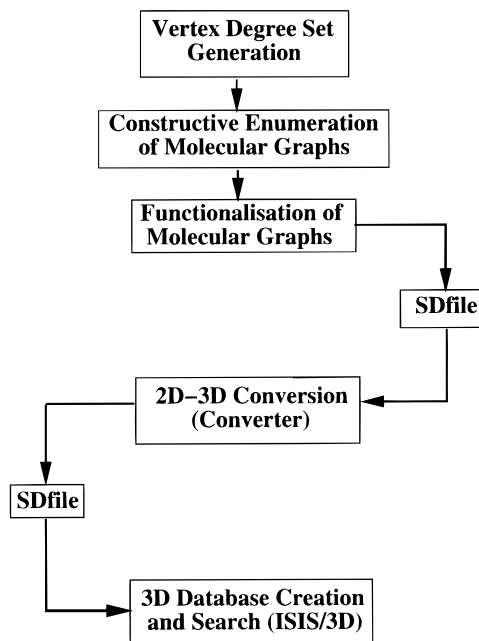 Vertex Degree Set
Generation
Constructive Enumeration
of Molecular Graphs
Functionalisation of
Molecular Graphs
SDfile
2D−3D Conversion
(Converter)
SDfile
3D Database Creation
and Search (ISIS/3D)